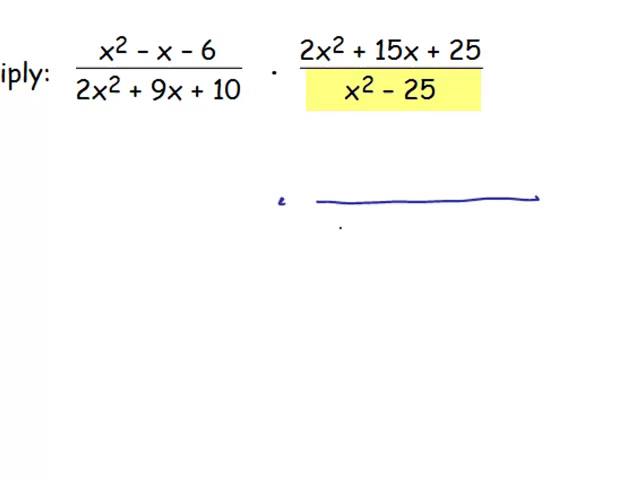 iply: x² – x – 6 / 2x² + 9x + 10 · 2x² + 15x + 25 / x² – 25